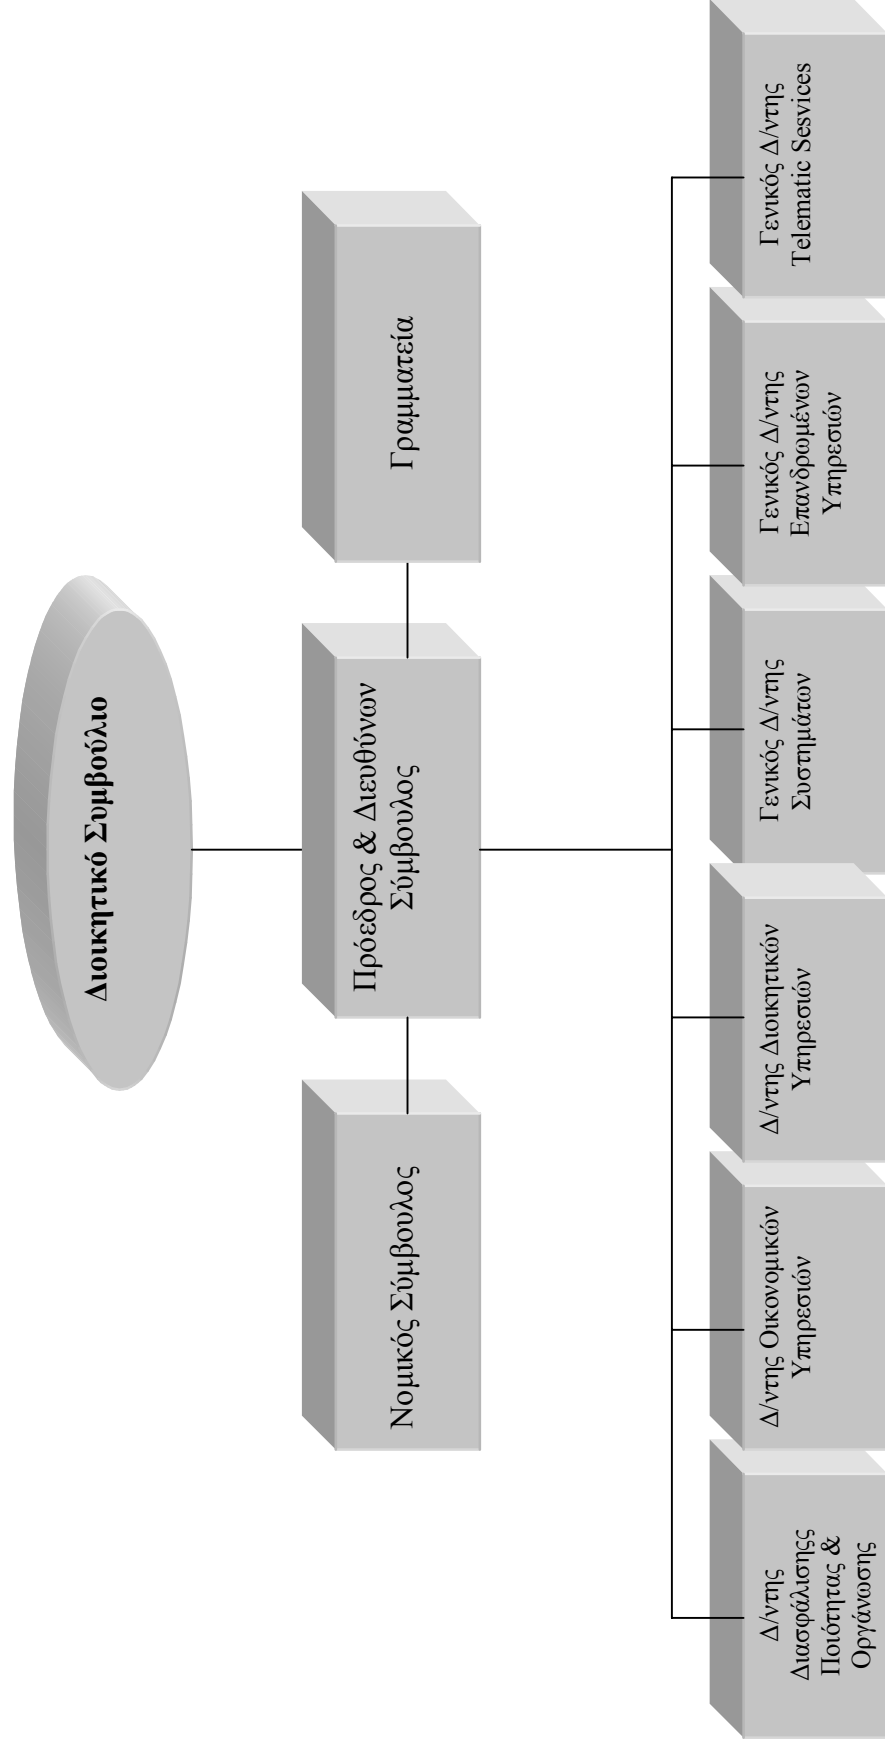 Διοικητικό Συμβούλιο
Νομικός Σύμβουλος
Πρόεδρος & Διευθύνων
Σύμβουλος
Γραμματεία
Δ/ντης
Διασφάλισηςς
Ποιότητας &
Οργάνωσης
Δ/ντης Οικονομικών
Υπηρεσιών
Δ/ντης Διοικητικών
Υπηρεσιών
Γενικός Δ/ντης
Συστημάτων
Γενικός Δ/ντης
Επανδρωμένων
Υπηρεσιών
Γενικός Δ/ντης
Telematic Sesvices